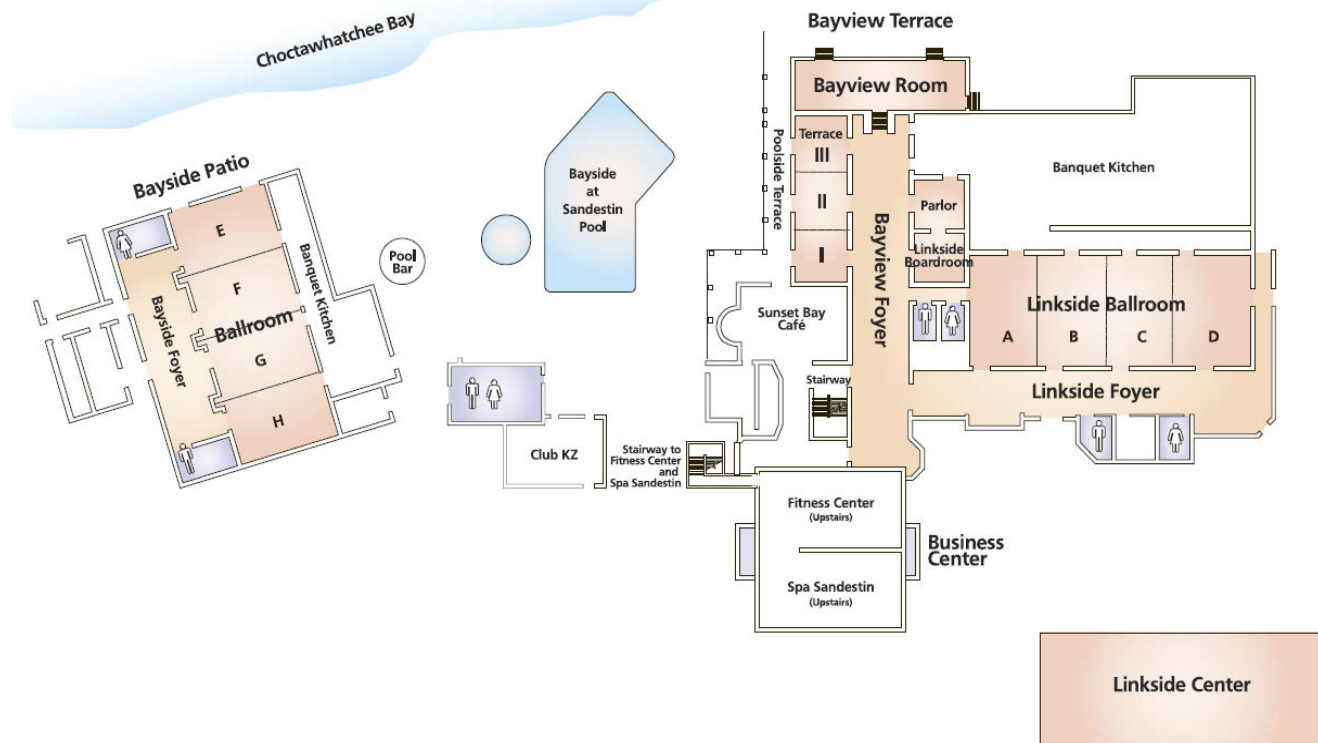 Choctawhatchee Bay
Bayview Terrace
Bayview Room
Poolside Terrace
Terrace
III
II
I
Bayview Foyer
Banquet Kitchen
Parlor
Linkside
Boardroom
Linkside Ballroom
A
B
C
D
Linkside Foyer
Bayside Patio
E
F
Ballroom
G
H
Bayside Foyer
Banquet Kitchen
Pool
Bar
Bayside
at
Sandestin
Pool
Sunset Bay
Café
Stairway
Club KZ
Stairway to
Fitness Center
and
Spa Sandestin
Fitness Center
(Upstairs)
Business
Center
Spa Sandestin
(Upstairs)
Linkside Center